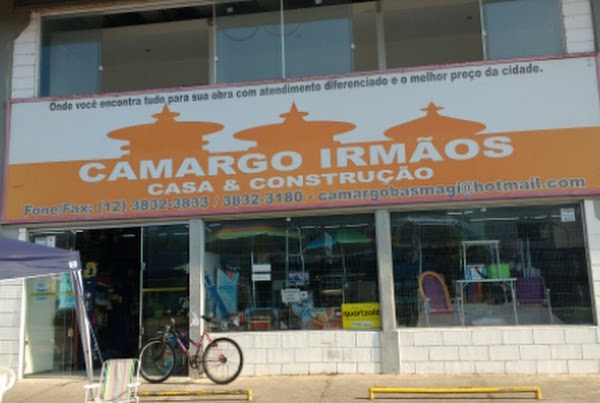 Onde você encontra tudo para sua obra com atendimento diferenciado e o melhor preço da cidade.
CAMARGO IRMÃOS
CASA & CONSTRUÇÃO
Fone/Fax: (12) 3832-3833 / 3832-3180 - camargobasmagi@hotmail.com
quartzolit